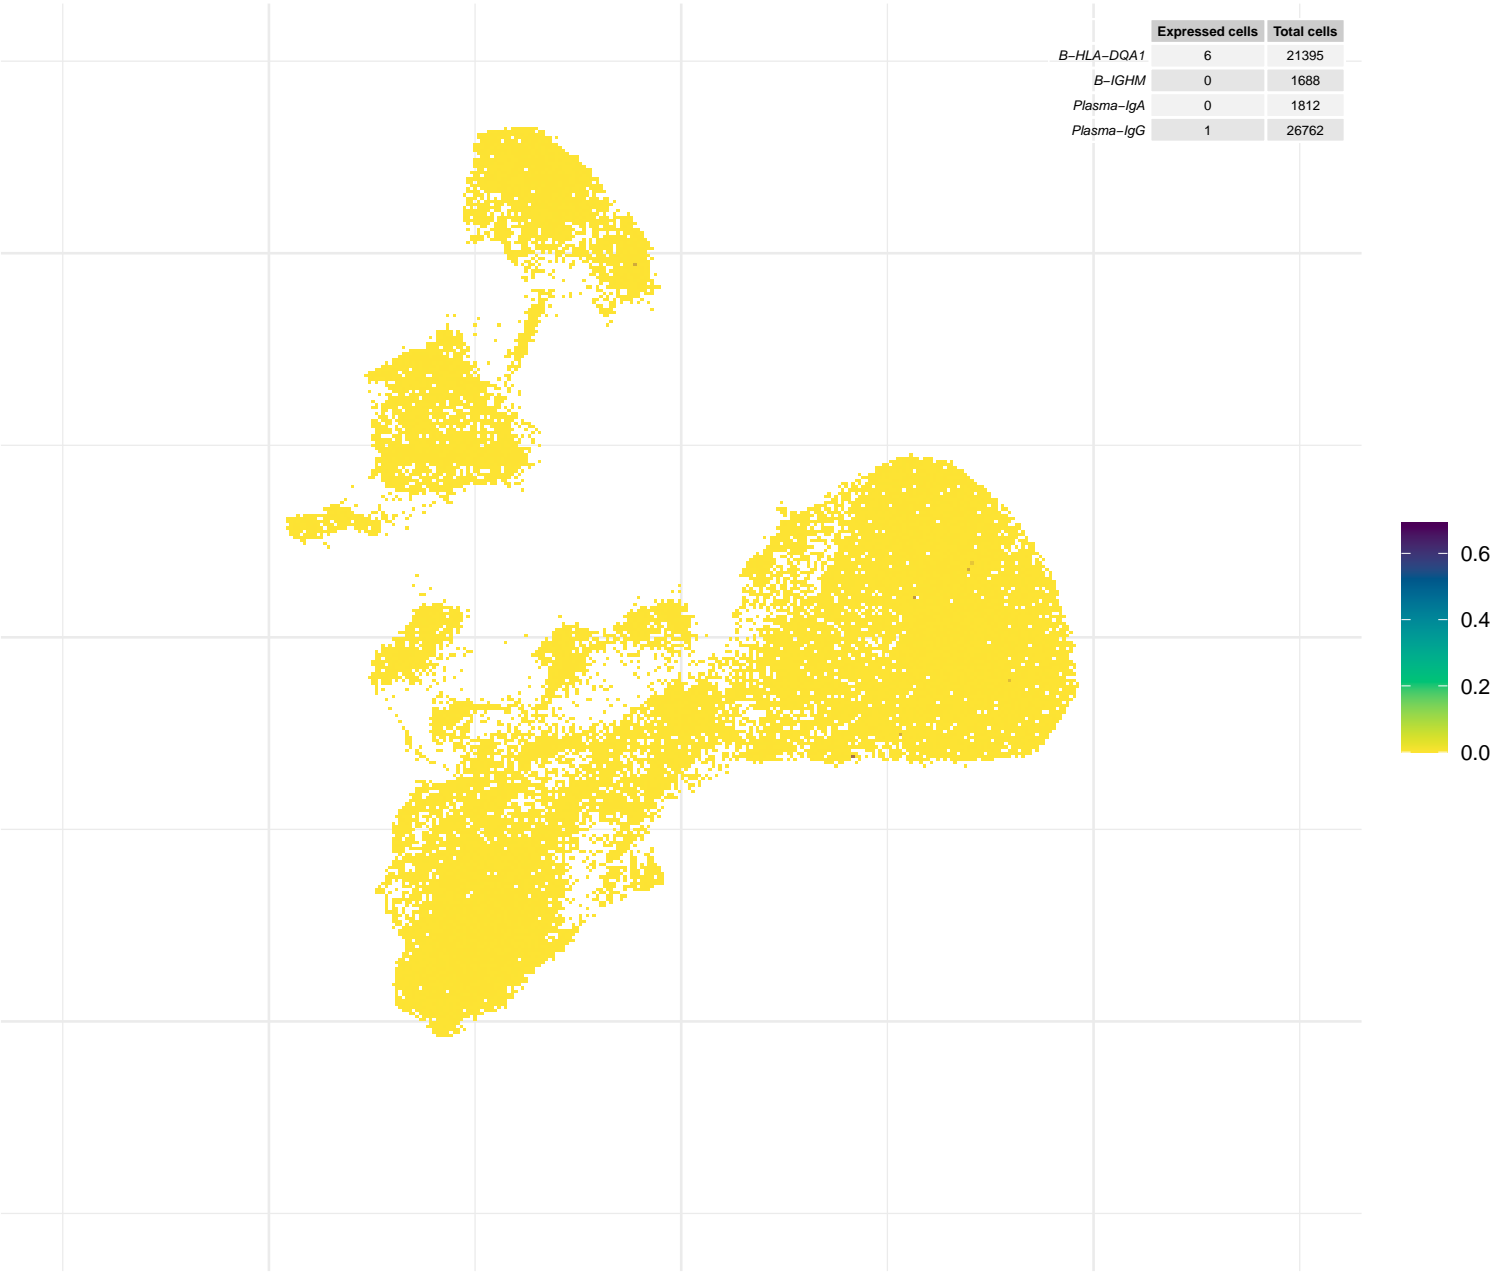 Expressed cells Total cells
B−HLA−DQA1 6 21395
B−IGHM 0 1688
Plasma−IgA 0 1812
Plasma−IgG 1 26762
0.6
0.4
0.2
0.0